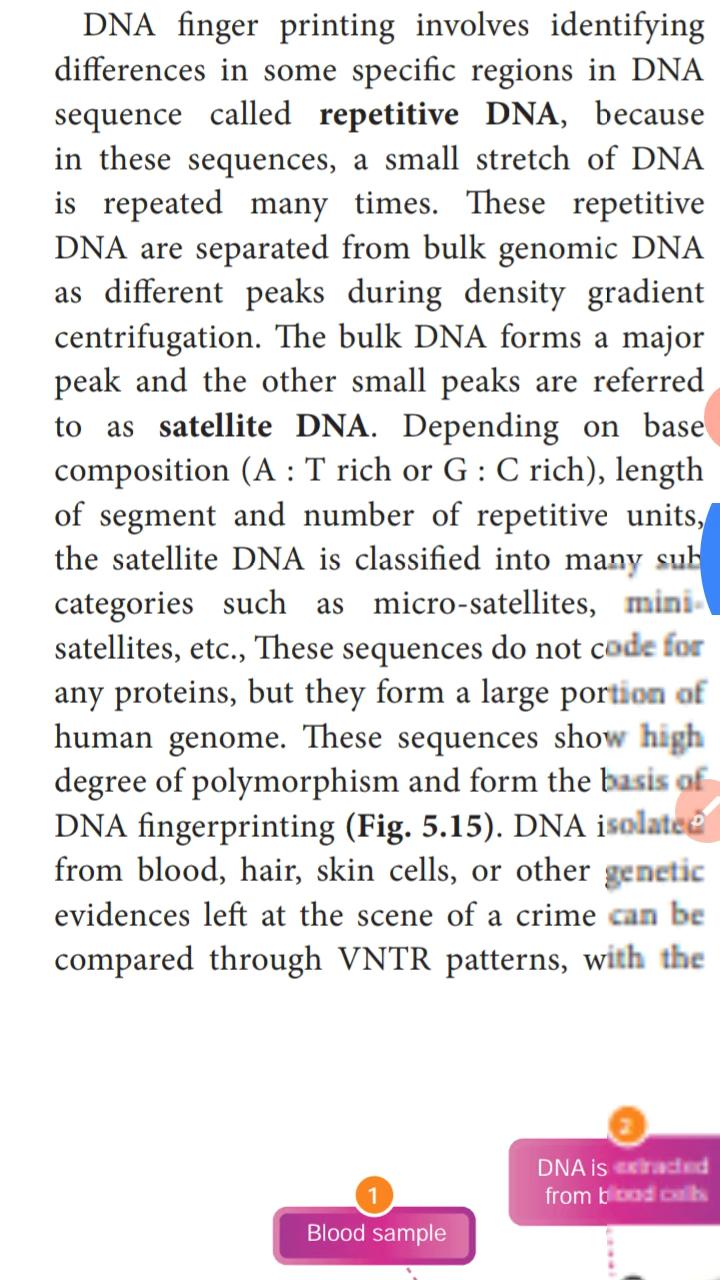 DNA finger printing involves identifying
differences in some specific regions in DNA
sequence called repetitive DNA, because
in these sequences, a small stretch of DNA
is repeated many times. These repetitive
DNA are separated from bulk genomic DNA
as different peaks during density gradient
centrifugation. The bulk DNA forms a major
peak and the other small peaks are referred
to as satellite DNA. Depending on base
composition (A : T rich or G : C rich), length
of segment and number of repetitive units,
the satellite DNA is classified into many sub
categories such as micro-satellites, mini-
satellites, etc., These sequences do not code for
any proteins, but they form a large portion of
human genome. These sequences show high
degree of polymorphism and form the basis of
DNA fingerprinting (Fig. 5.15). DNA isolated
from blood, hair, skin cells, or other genetic
evidences left at the scene of a crime can be
compared through VNTR patterns, with the
2
DNA is extracted
from blood cells
1
Blood sample